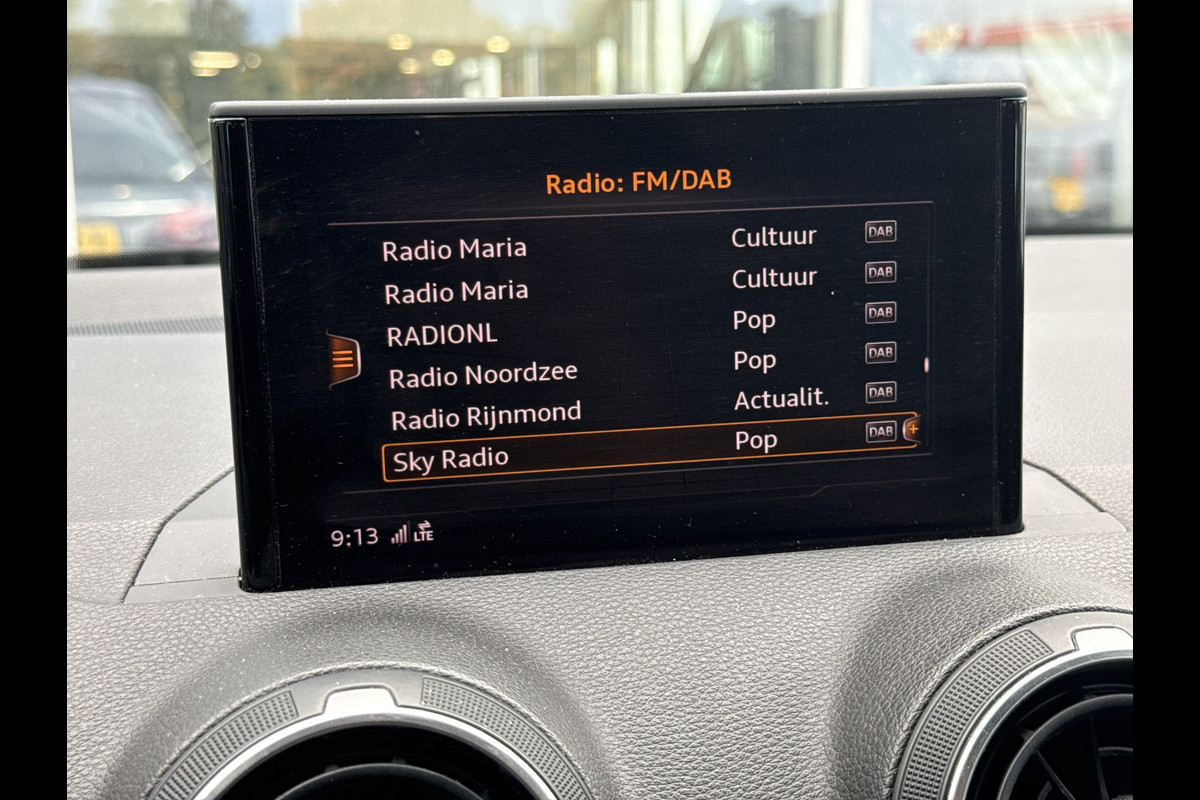 Radio: FM/DAB
Radio Maria Cultuur DAB
Radio Maria Cultuur DAB
RADIONL Pop DAB
Radio Noordzee Pop DAB
Radio Rijnmond Actualit. DAB
Sky Radio Pop DAB +
9:13 LTE